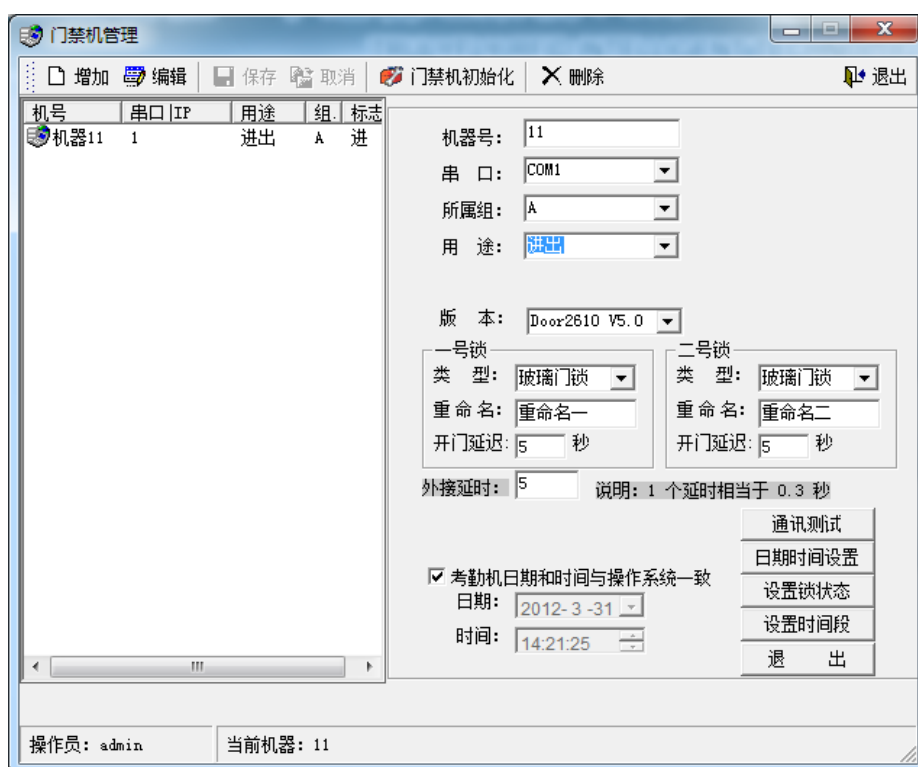 门禁机管理
增加 编辑 保存 取消 门禁机初始化 删除 退出
机号 串口|IP 用途 组. 标志
机器11 1 进出 A 进
机器号: 11
串 口: COM1
所属组: A
用 途: 进出
版 本: Door2610 V5.0
一号锁
类 型: 玻璃门锁
重 命 名: 重命名一
开门延迟: 5 秒
二号锁
类 型: 玻璃门锁
重 命 名: 重命名二
开门延迟: 5 秒
外接延时: 5 说明: 1 个延时相当于 0.3 秒
通讯测试
日期时间设置
设置锁状态
设置时间段
退 出
考勤机日期和时间与操作系统一致
日期: 2012- 3 -31
时间: 14:21:25
操作员: admin 当前机器: 11